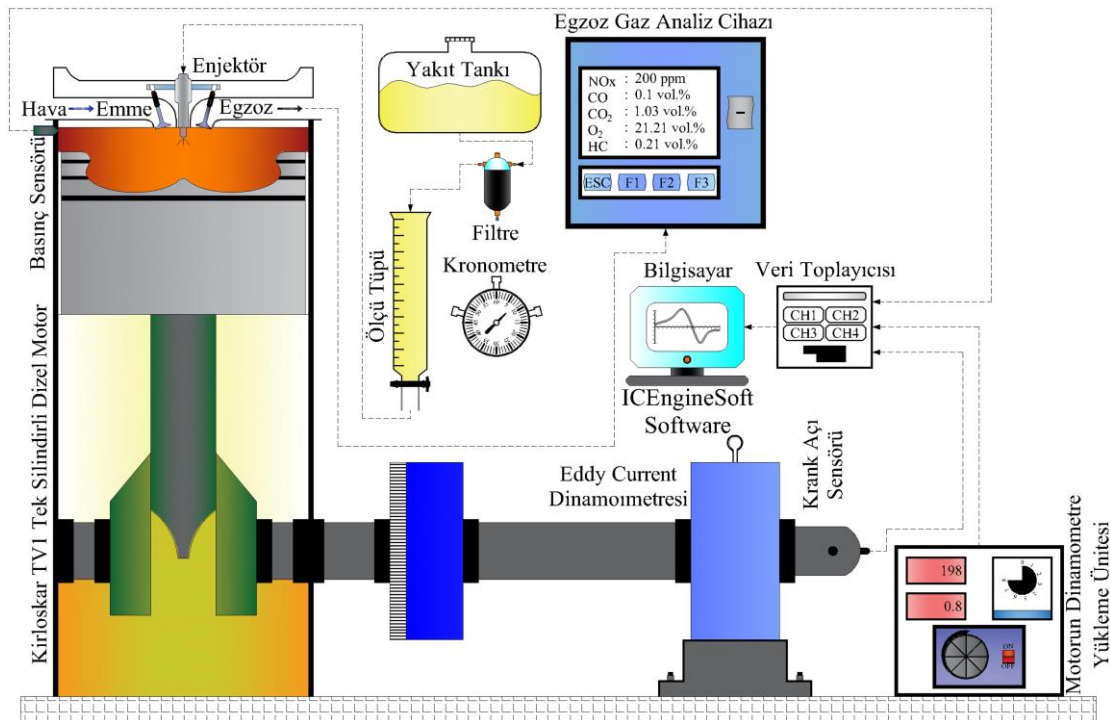 Egzoz Gaz Analiz Cihazı
NOx : 200 ppm
CO : 0.1 vol.%
CO2 : 1.03 vol.%
O2 : 21.21 vol.%
HC : 0.21 vol.%
ESC F1 F2 F3
Enjektör
Hava Emme Egzoz
Yakıt Tankı
Basınç Sensörü
Filtre
Ölçü Tüpü
Kronometre
Bilgisayar
Veri Toplayıcısı
CH1 CH2
CH3 CH4
ICEngineSoft
Software
Kirloskar TV1 Tek Silindirli Dizel Motor
Eddy Current
Dinamoımetresi
Krank Açı
Sensörü
198
0.8
ON
OFF
Motorun Dinamometre
Yükleme Ünitesi